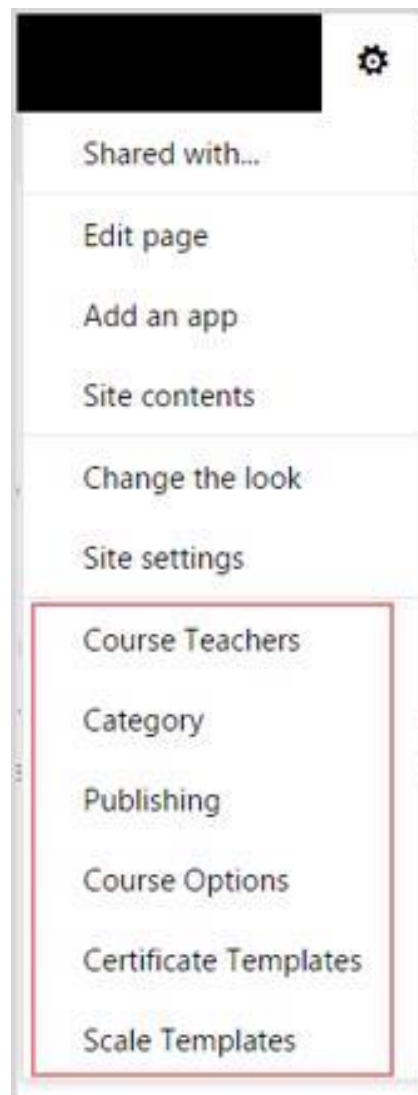 Shared with...
Edit page
Add an app
Site contents
Change the look
Site settings
Course Teachers
Category
Publishing
Course Options
Certificate Templates
Scale Templates